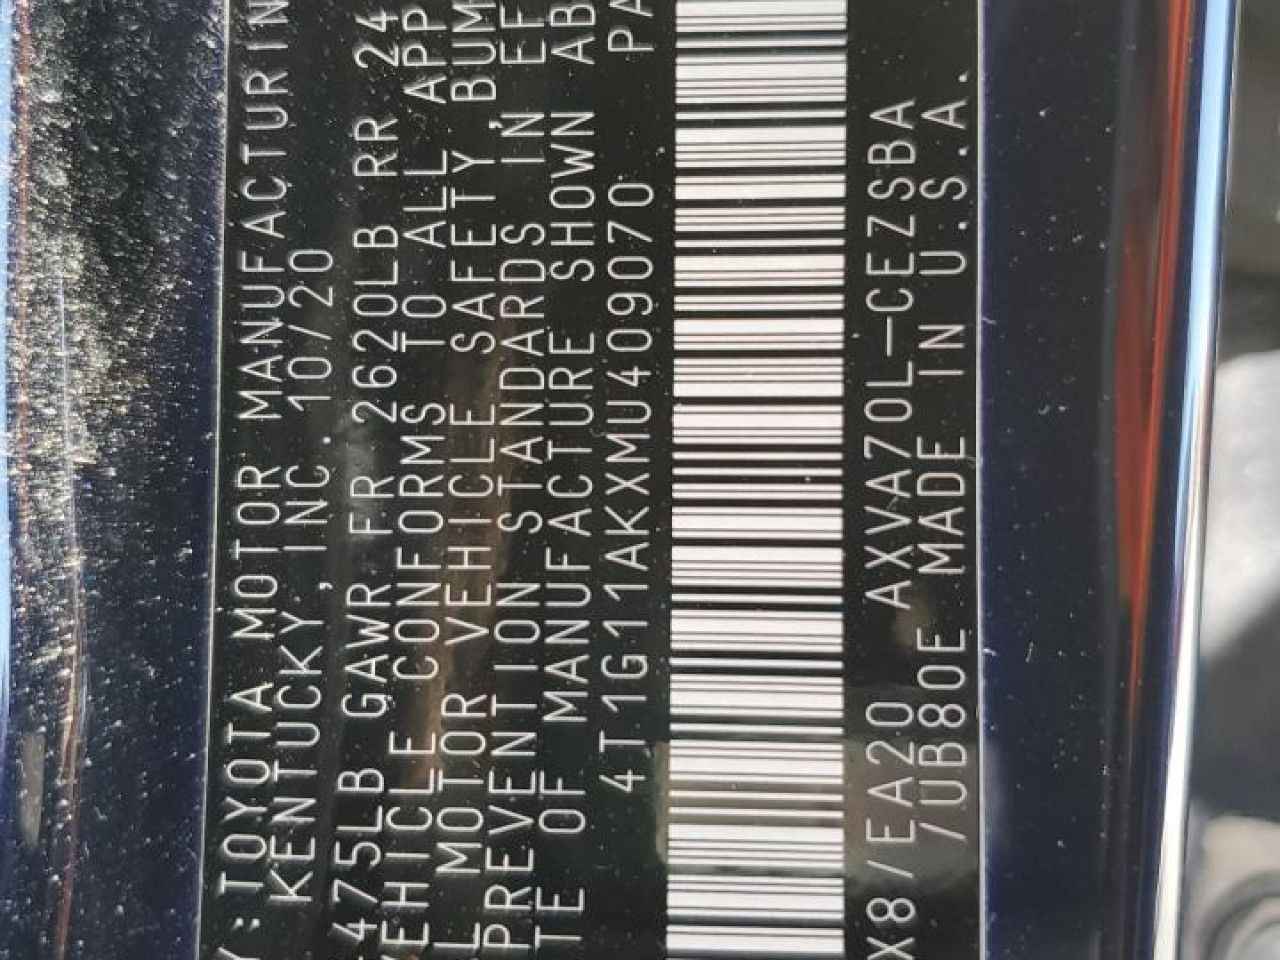 Y:TOYOTA MOTOR MANUFACTURIN
KENTUCKY,INC. 10/20
475LB GAWR FR 2620LB RR 24
VEHICLE CONFORMS TO ALL APP
L MOTOR VEHICLE SAFETY,BUM
PREVENTION STANDARDS IN EF
TE OF MANUFACTURE SHOWN AB
4T1G11AKXMU409070 PA
X8/EA20 AXVA70L-CEZSBA
/UB80E MADE IN U.S.A.